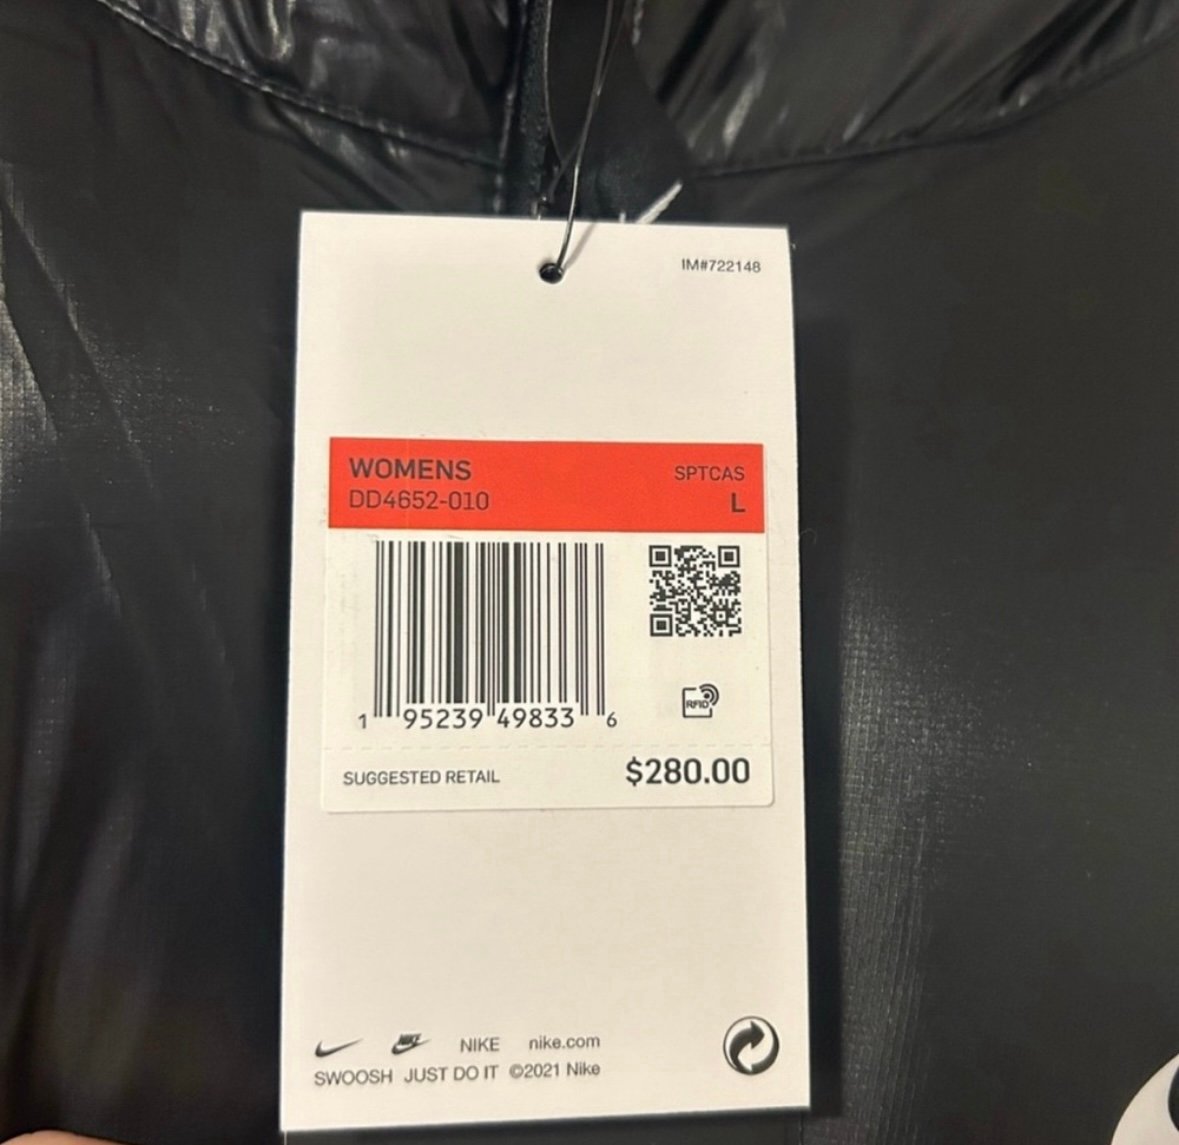 IM#722148
WOMENS SPTCAS
DD4652-010 L
RFID
1 95239 49833 6
SUGGESTED RETAIL $280.00
NIKE NIKE nike.com
SWOOSH JUST DO IT ©2021 Nike